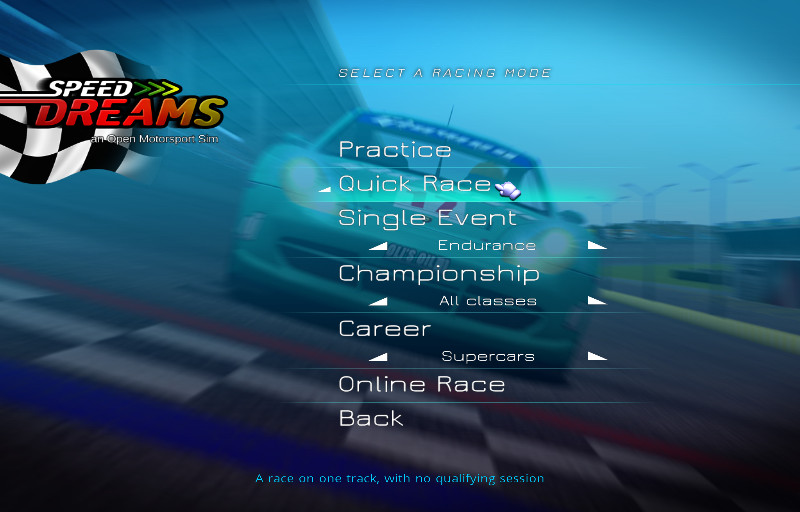 SPEED
DREAMS
an Open Motorsport Sim
SELECT A RACING MODE
Practice
Quick Race
Single Event
Endurance
Championship
All classes
Career
Supercars
Online Race
Back
A race on one track, with no qualifying session